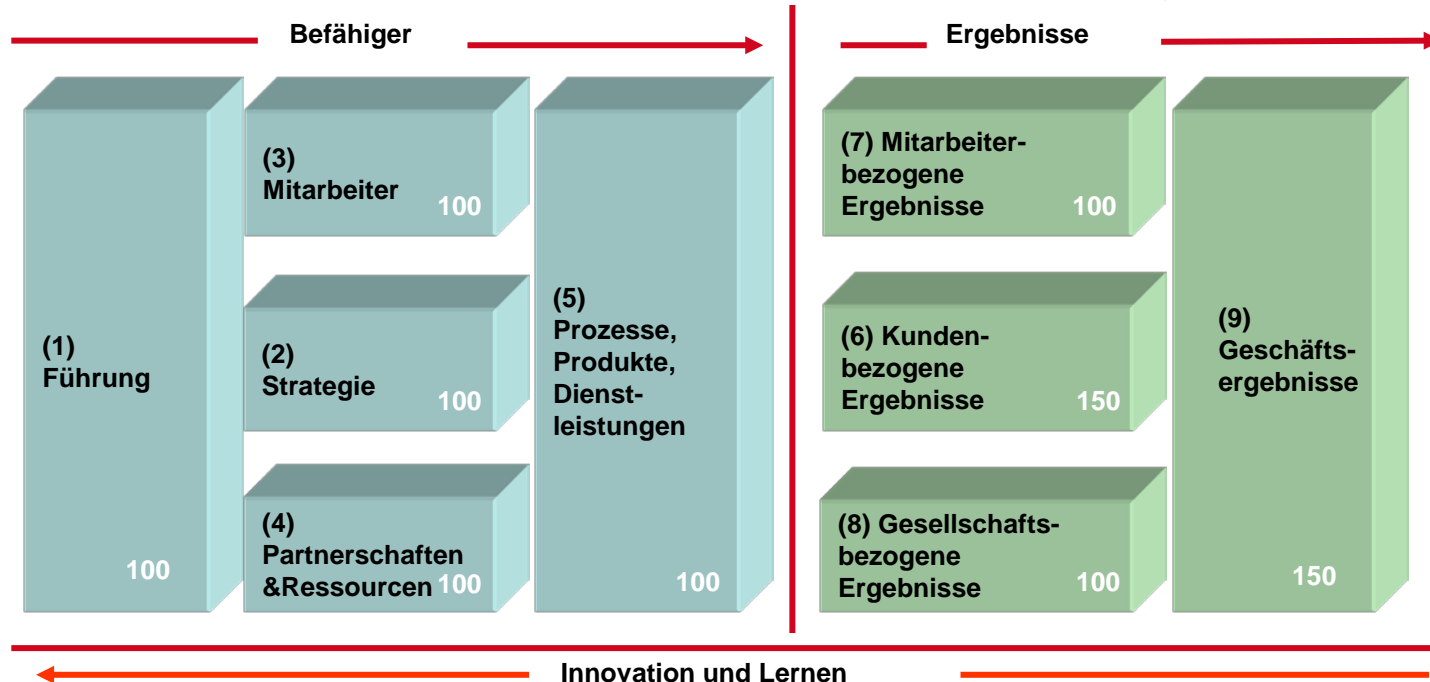 Befähiger
Ergebnisse
(1)
Führung
100
(3)
Mitarbeiter
100
(2)
Strategie
100
(4)
Partnerschaften
&Ressourcen 100
(5)
Prozesse,
Produkte,
Dienst-
leistungen
100
(7) Mitarbeiter-
bezogene
Ergebnisse 100
(6) Kunden-
bezogene
Ergebnisse 150
(8) Gesellschafts-
bezogene
Ergebnisse 100
(9)
Geschäfts-
ergebnisse
150
Innovation und Lernen